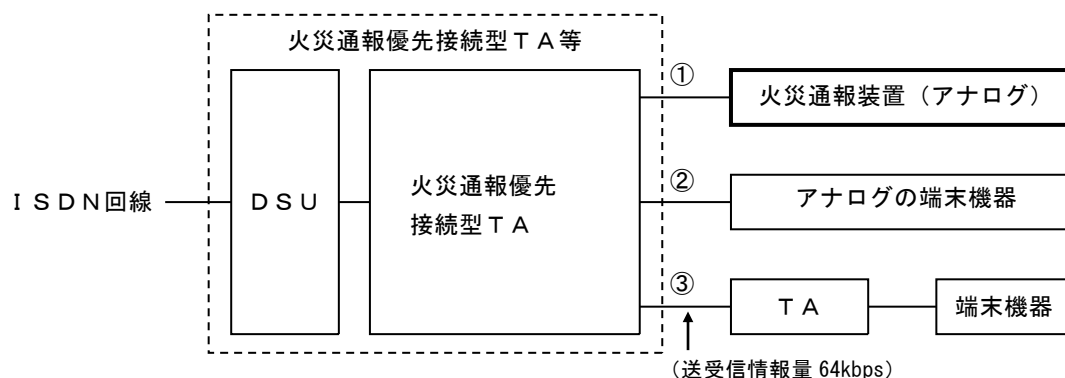 火災通報優先接続型ＴＡ等
①
火災通報装置（アナログ）
ＩＳＤＮ回線
ＤＳＵ
火災通報優先
接続型ＴＡ
②
アナログの端末機器
③
ＴＡ
端末機器
（送受信情報量 64kbps）